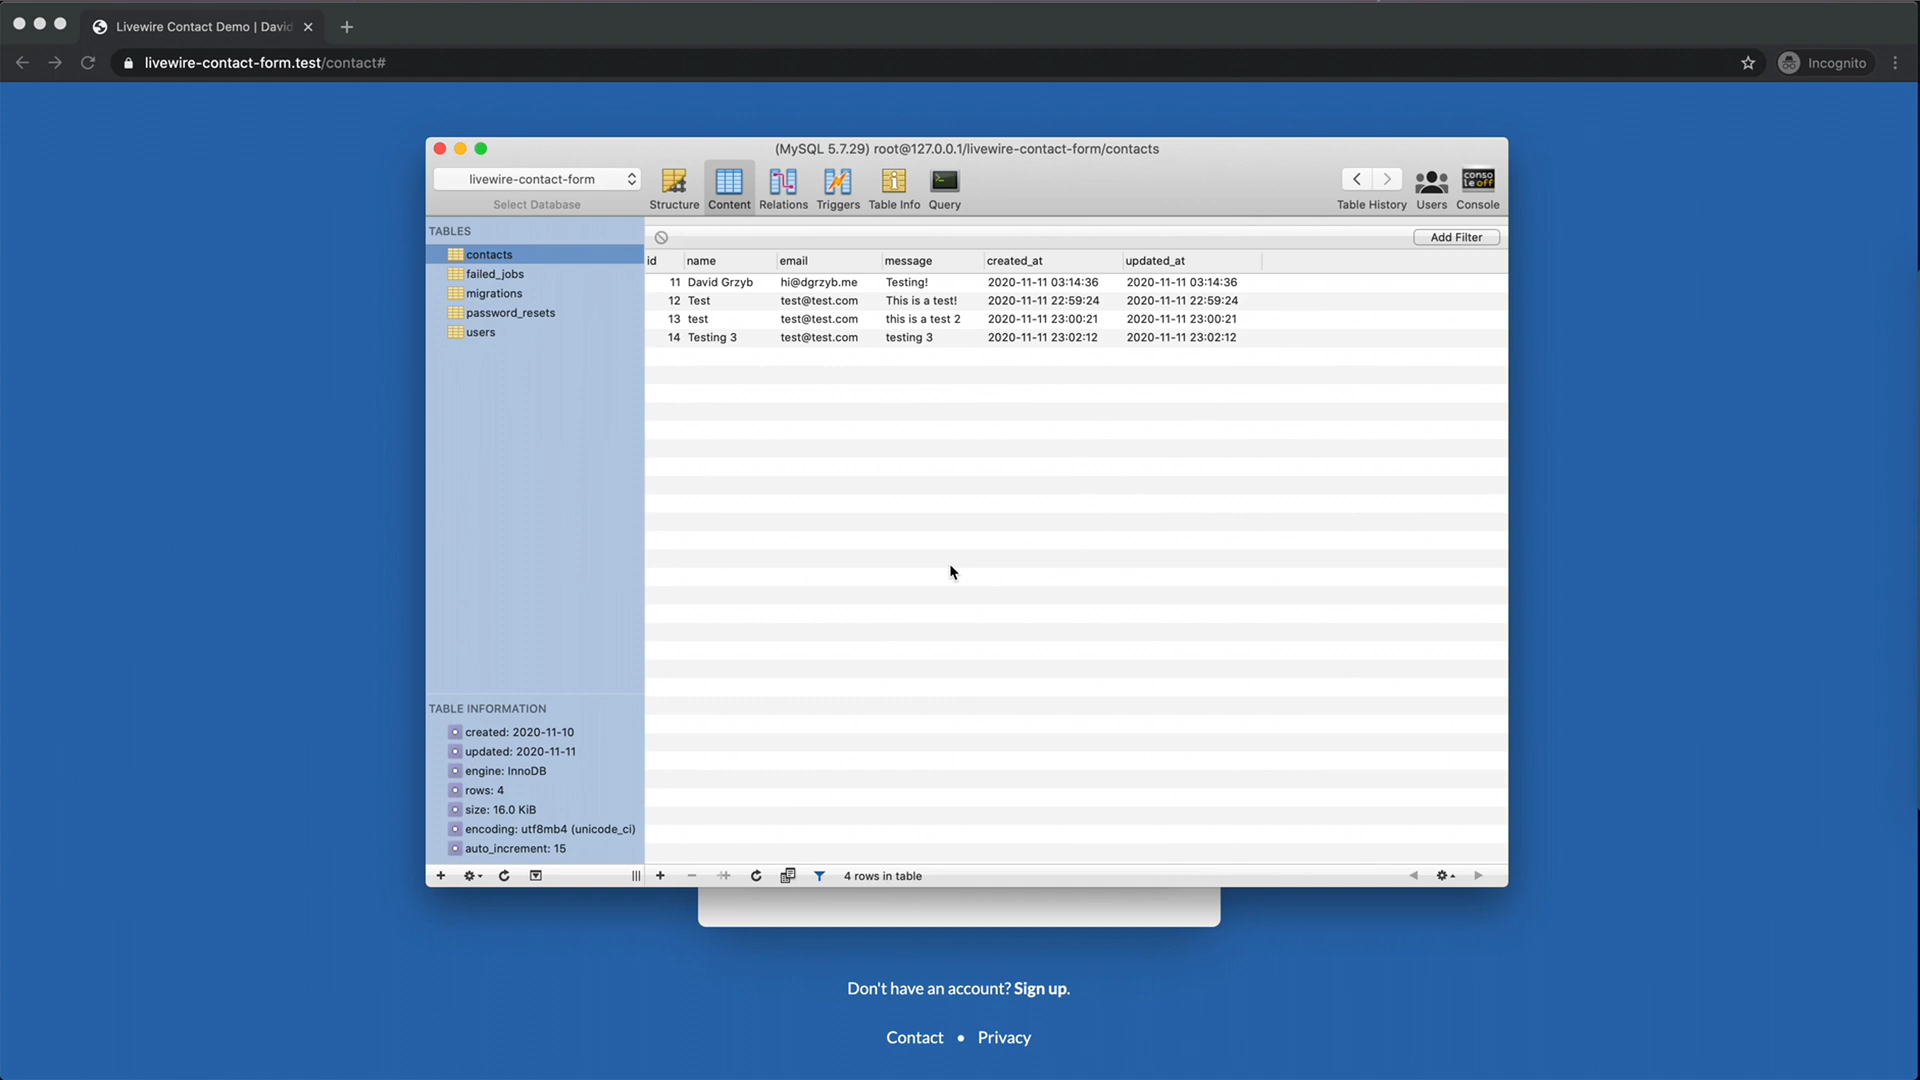 Livewire Contact Demo | David
livewire-contact-form.test/contact#
Incognito
(MySQL 5.7.29) root@127.0.0.1/livewire-contact-form/contacts
livewire-contact-form
Select Database
Structure
Content
Relations
Triggers
Table Info
Query
Table History
Users
conso
le off
Console
TABLES
contacts
failed_jobs
migrations
password_resets
users
Add Filter
id name email message created_at updated_at
11 David Grzyb hi@dgrzyb.me Testing! 2020-11-11 03:14:36 2020-11-11 03:14:36
12 Test test@test.com This is a test! 2020-11-11 22:59:24 2020-11-11 22:59:24
13 test test@test.com this is a test 2 2020-11-11 23:00:21 2020-11-11 23:00:21
14 Testing 3 test@test.com testing 3 2020-11-11 23:02:12 2020-11-11 23:02:12
TABLE INFORMATION
created: 2020-11-10
updated: 2020-11-11
engine: InnoDB
rows: 4
size: 16.0 KiB
encoding: utf8mb4 (unicode_ci)
auto_increment: 15
4 rows in table
Don't have an account? Sign up.
Contact • Privacy